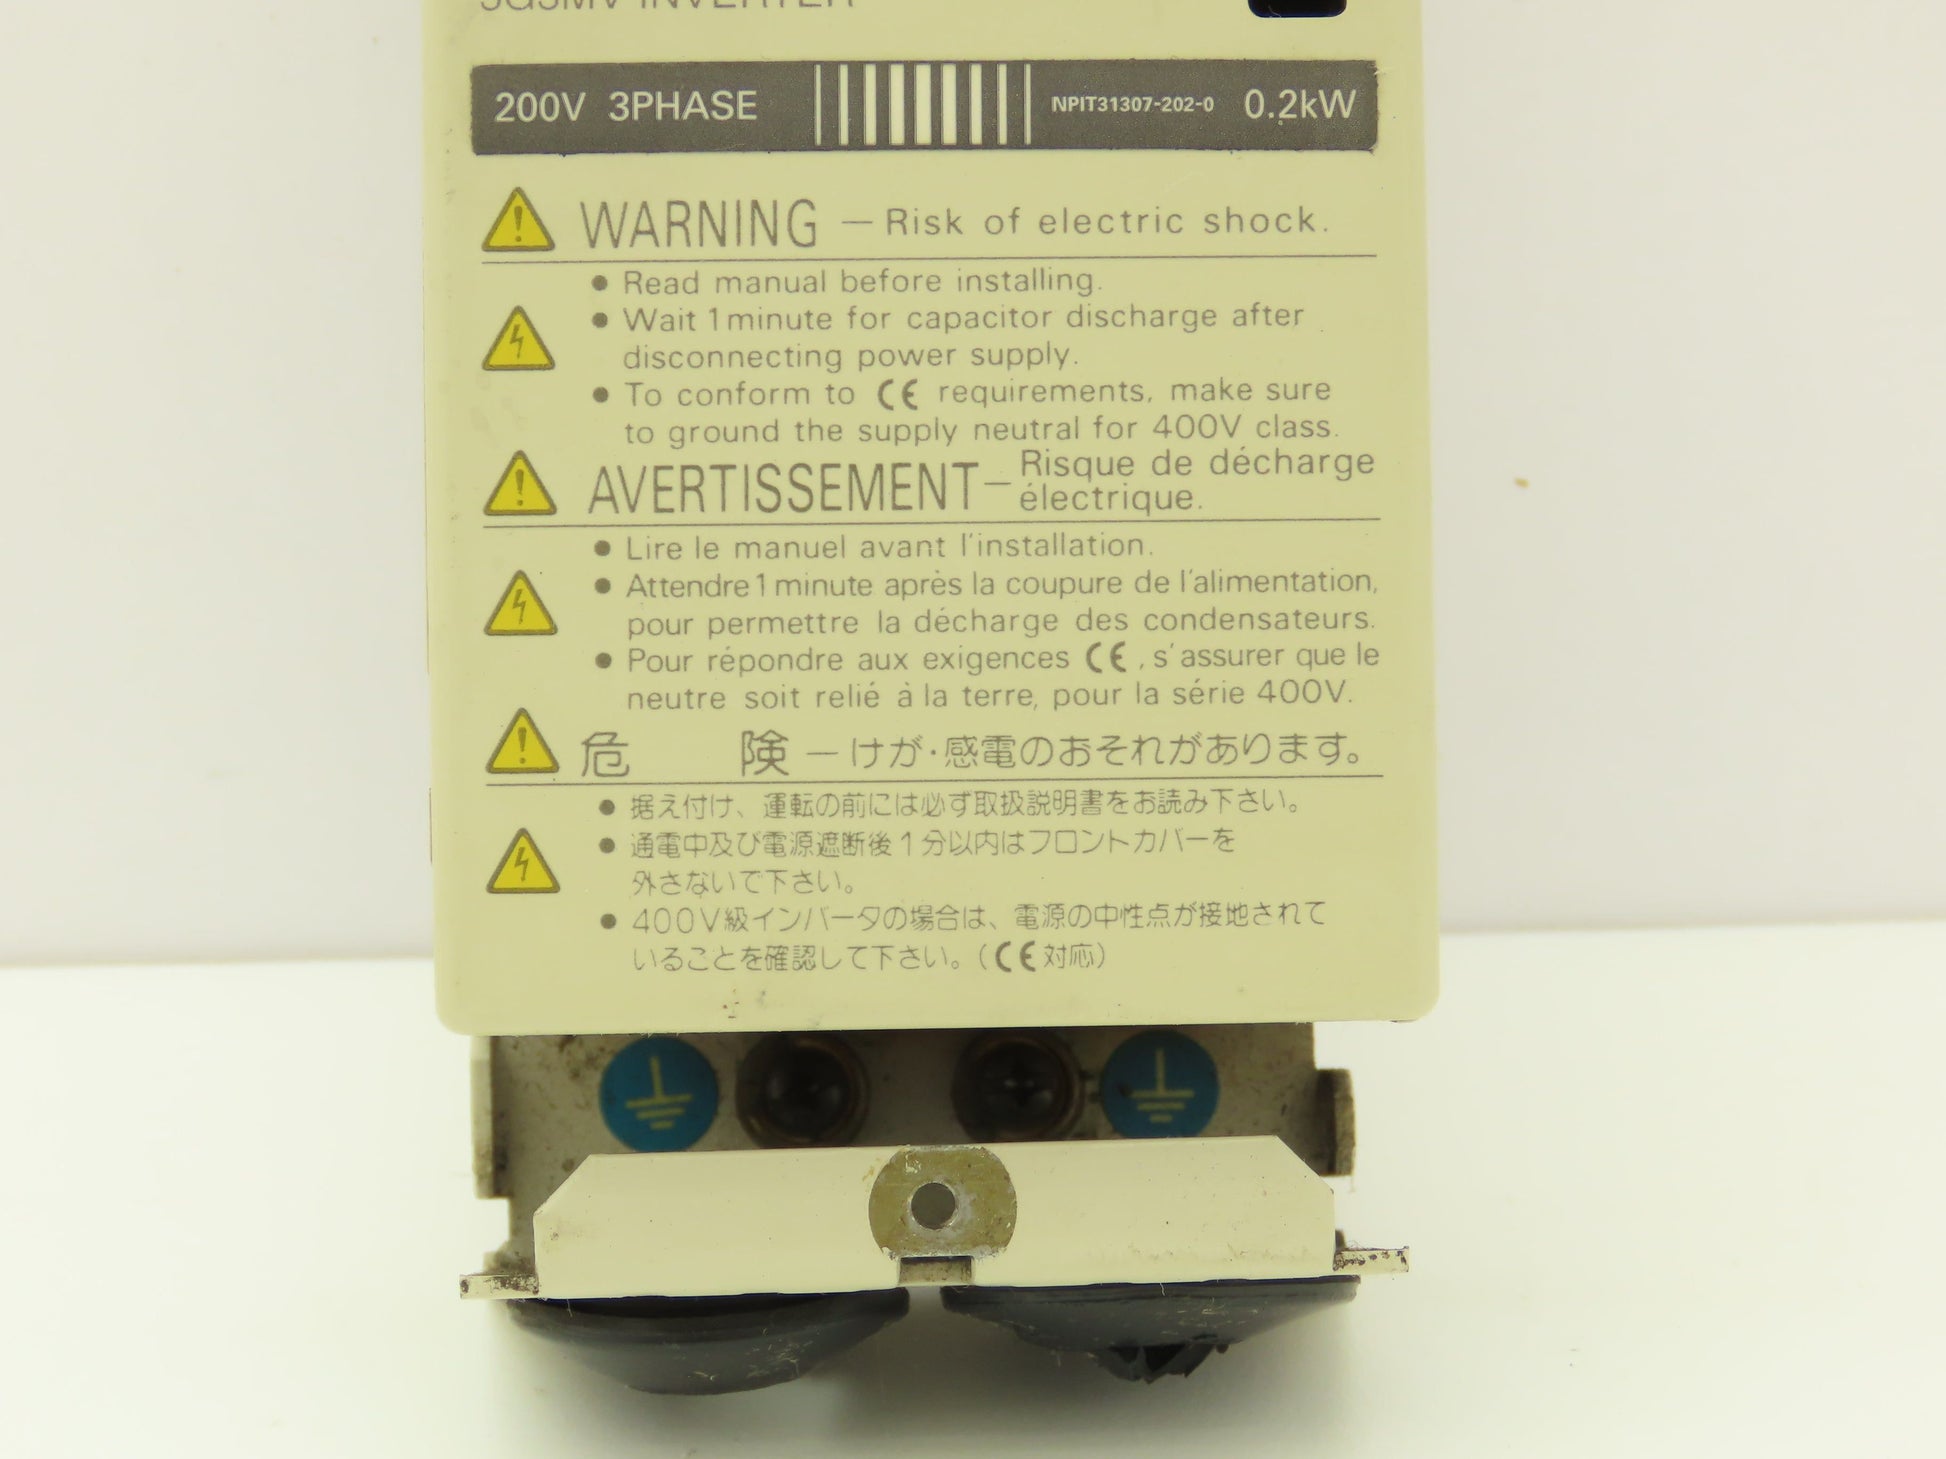 3G3MV INVERTER
200V 3PHASE NPIT31307-202-0 0.2kW
WARNING — Risk of electric shock.
● Read manual before installing.
● Wait 1 minute for capacitor discharge after
disconnecting power supply.
● To conform to CE requirements, make sure
to ground the supply neutral for 400V class.
AVERTISSEMENT — Risque de décharge
électrique.
● Lire le manuel avant l'installation.
● Attendre 1 minute après la coupure de l'alimentation,
pour permettre la décharge des condensateurs.
● Pour répondre aux exigences CE, s'assurer que le
neutre soit relié à la terre, pour la série 400V.
危 険 — けが・感電のおそれがあります。
● 据え付け、運転の前には必ず取扱説明書をお読み下さい。
● 通電中及び電源遮断後1分以内はフロントカバーを
外さないで下さい。
● 400V級インバータの場合は、電源の中性点が接地されて
いることを確認して下さい。(CE対応)